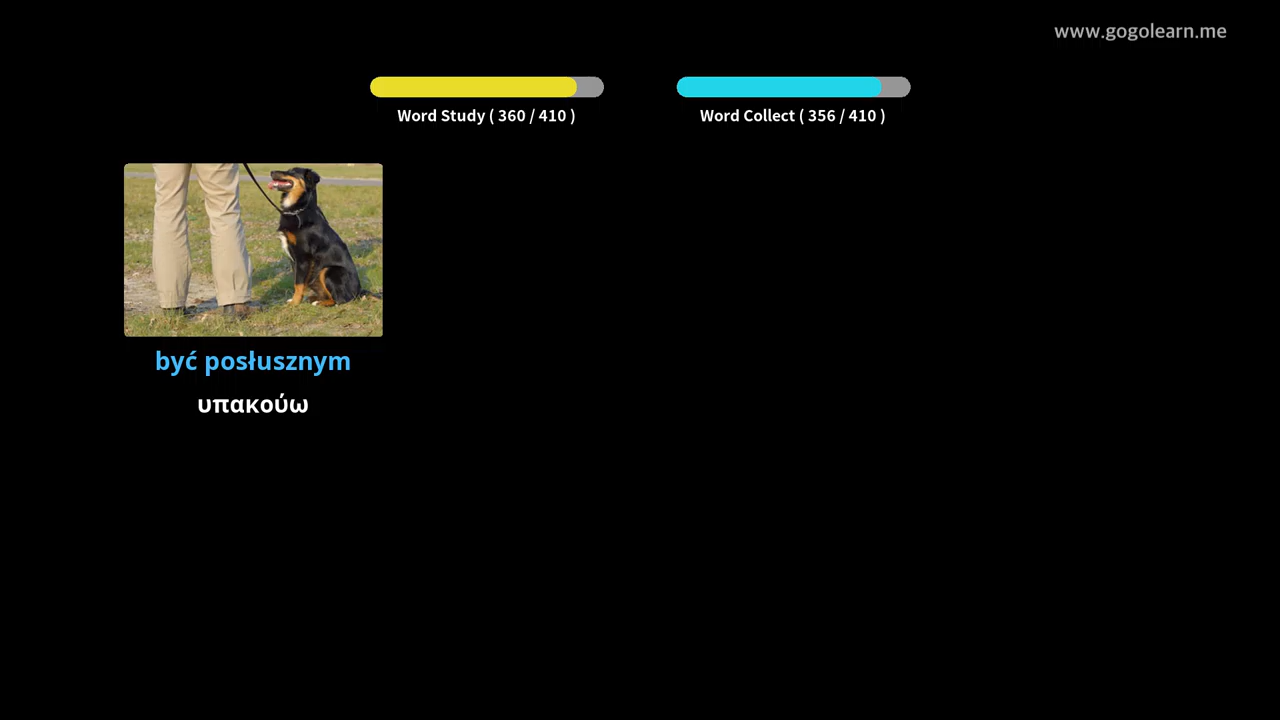 www.gogolearn.me
Word Study ( 360 / 410 )
Word Collect ( 356 / 410 )
być posłusznym
υπακούω